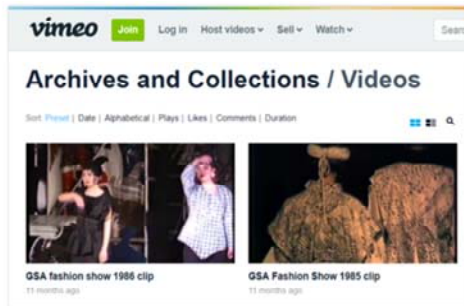 vimeo Join Log in Host videos Sell Watch Sear
Archives and Collections / Videos
Sort: Preset | Date | Alphabetical | Plays | Likes | Comments | Duration
GSA fashion show 1986 clip GSA Fashion Show 1985 clip
11 months ago 11 months ago